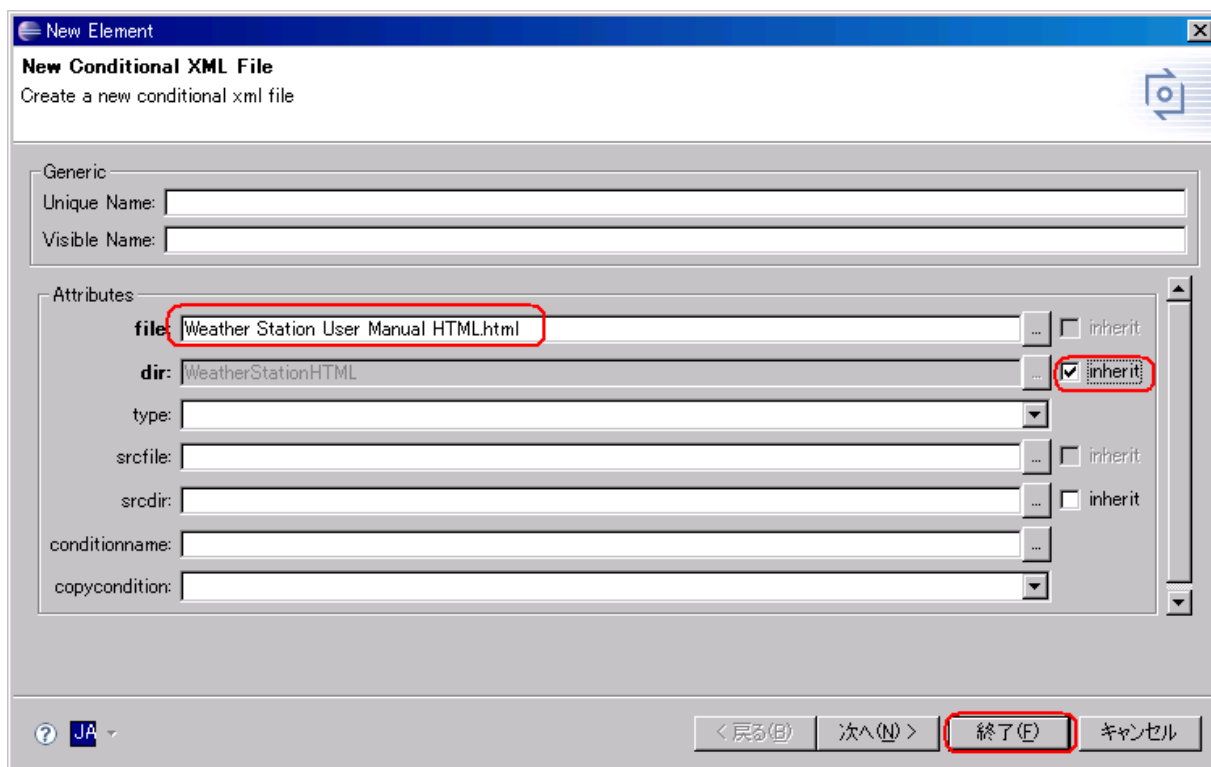 New Element
New Conditional XML File
Create a new conditional xml file
Generic
Unique Name:
Visible Name:
Attributes
file: Weather Station User Manual HTML.html ... inherit
dir: WeatherStationHTML ... inherit
type:
srcfile: ... inherit
srcdir: ... inherit
conditionname: ...
copycondition:
? JA < 戻る(B) 次へ(N) > 終了(F) キャンセル